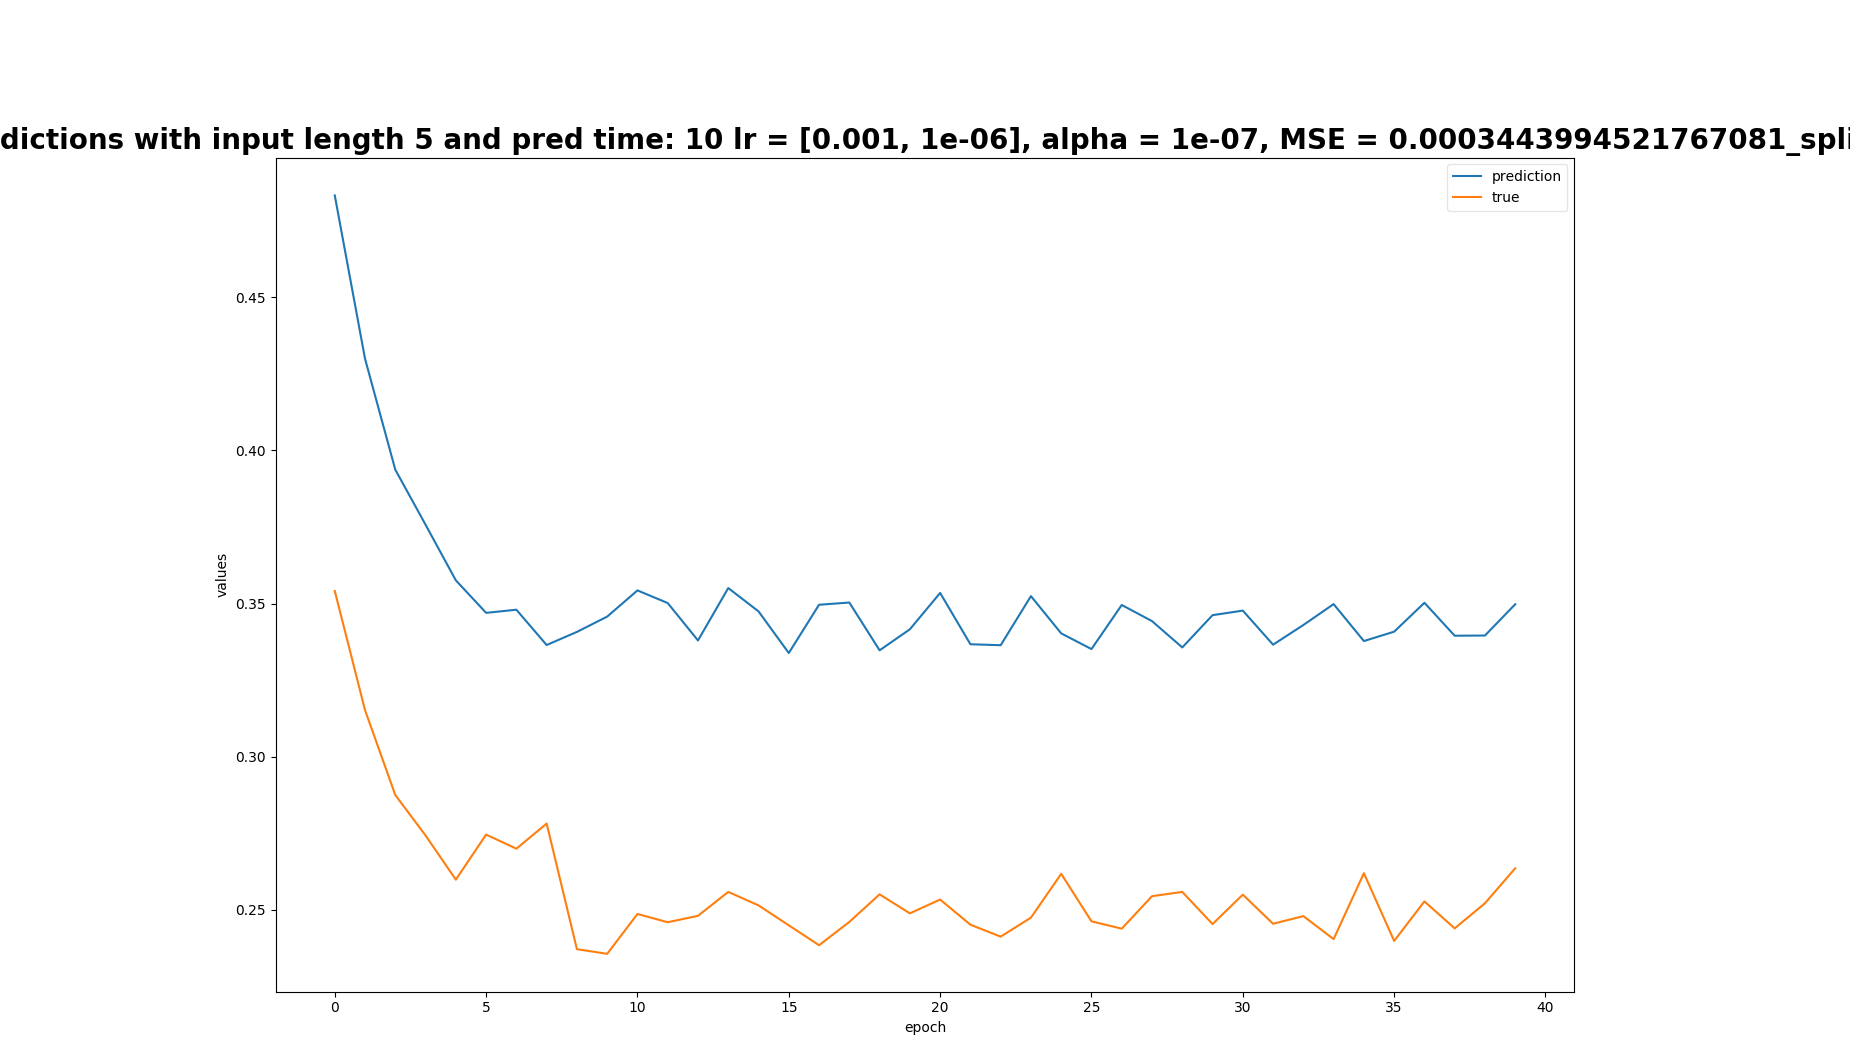 dictions with input length 5 and pred time: 10 lr = [0.001, 1e-06], alpha = 1e-07, MSE = 0.0003443994521767081_spli
prediction
true
0.45
0.40
0.35
0.30
0.25
values
0 5 10 15 20 25 30 35 40
epoch